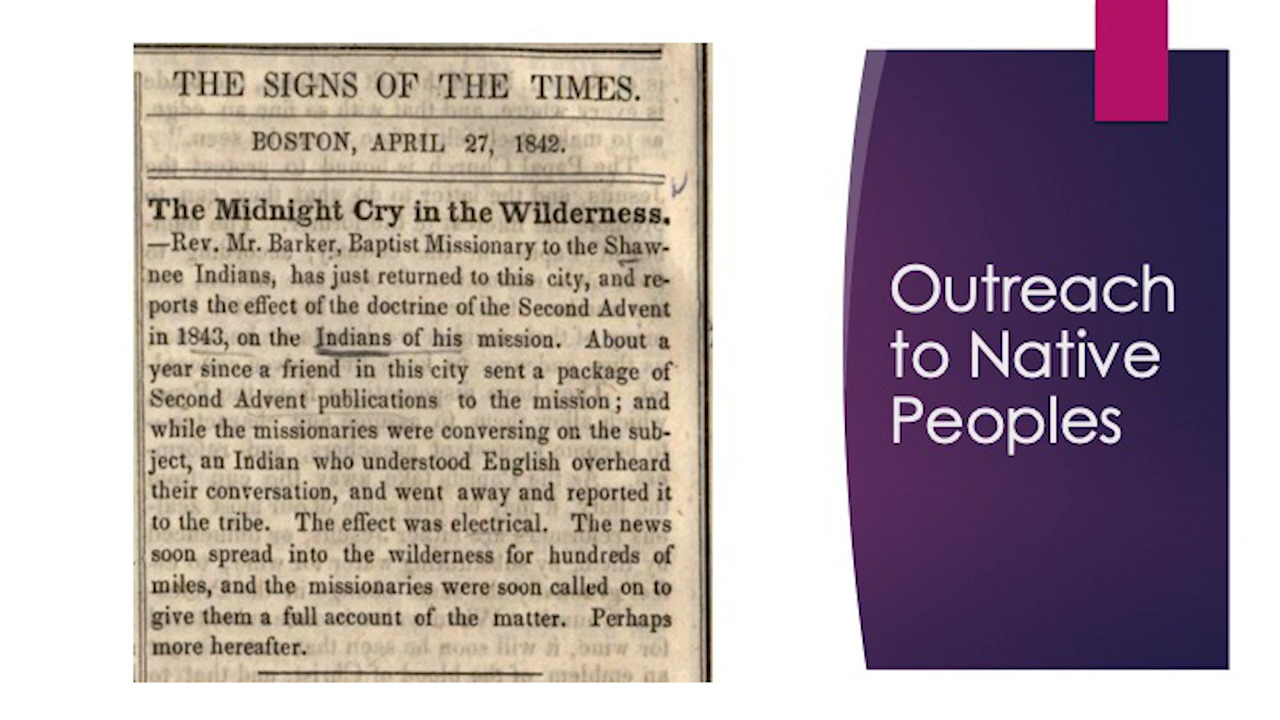 THE SIGNS OF THE TIMES.
BOSTON, APRIL 27, 1842.
The Midnight Cry in the Wilderness.
—Rev. Mr. Barker, Baptist Missionary to the Shaw-
nee Indians, has just returned to this city, and re-
ports the effect of the doctrine of the Second Advent
in 1843, on the Indians of his mission. About a
year since a friend in this city sent a package of
Second Advent publications to the mission; and
while the missionaries were conversing on the sub-
ject, an Indian who understood English overheard
their conversation, and went away and reported it
to the tribe. The effect was electrical. The news
soon spread into the wilderness for hundreds of
miles, and the missionaries were soon called on to
give them a full account of the matter. Perhaps
more hereafter.
Outreach
to Native
Peoples